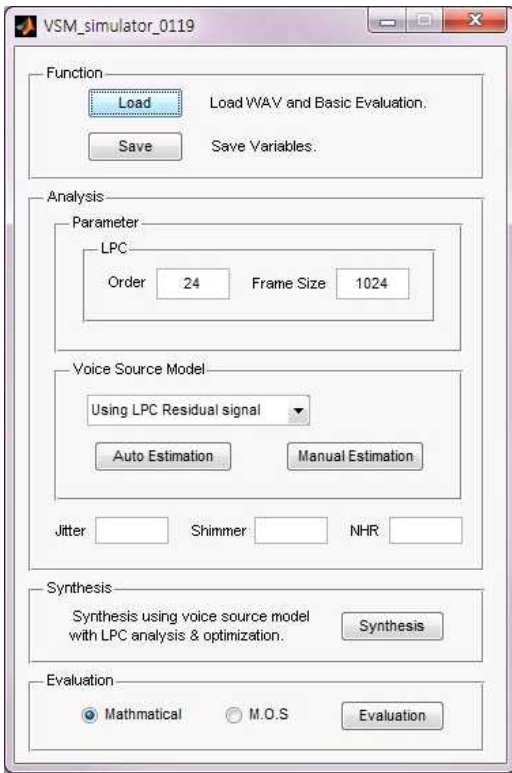 VSM_simulator_0119
Function
Load Load WAV and Basic Evaluation.
Save Save Variables.
Analysis
Parameter
LPC
Order 24 Frame Size 1024
Voice Source Model
Using LPC Residual signal
Auto Estimation Manual Estimation
Jitter Shimmer NHR
Synthesis
Synthesis using voice source model
with LPC analysis & optimization.
Synthesis
Evaluation
Mathmatical M.O.S Evaluation